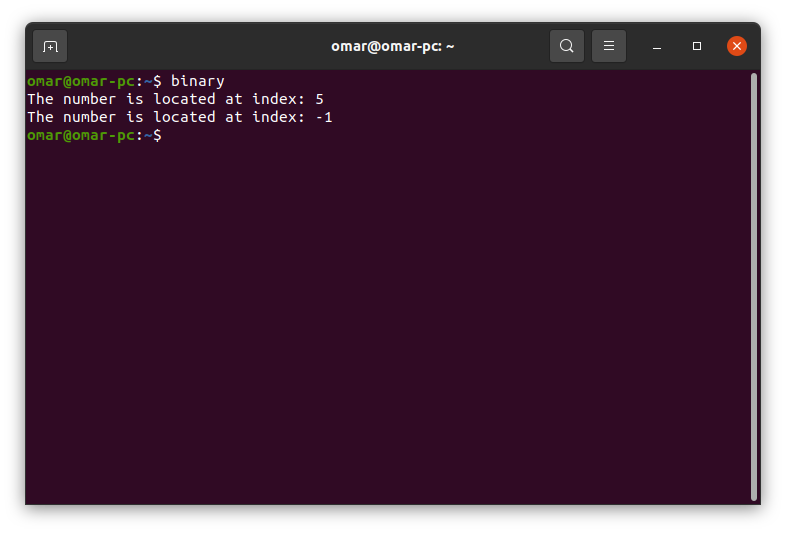 omar@omar-pc: ~
omar@omar-pc:~$ binary
The number is located at index: 5
The number is located at index: -1
omar@omar-pc:~$